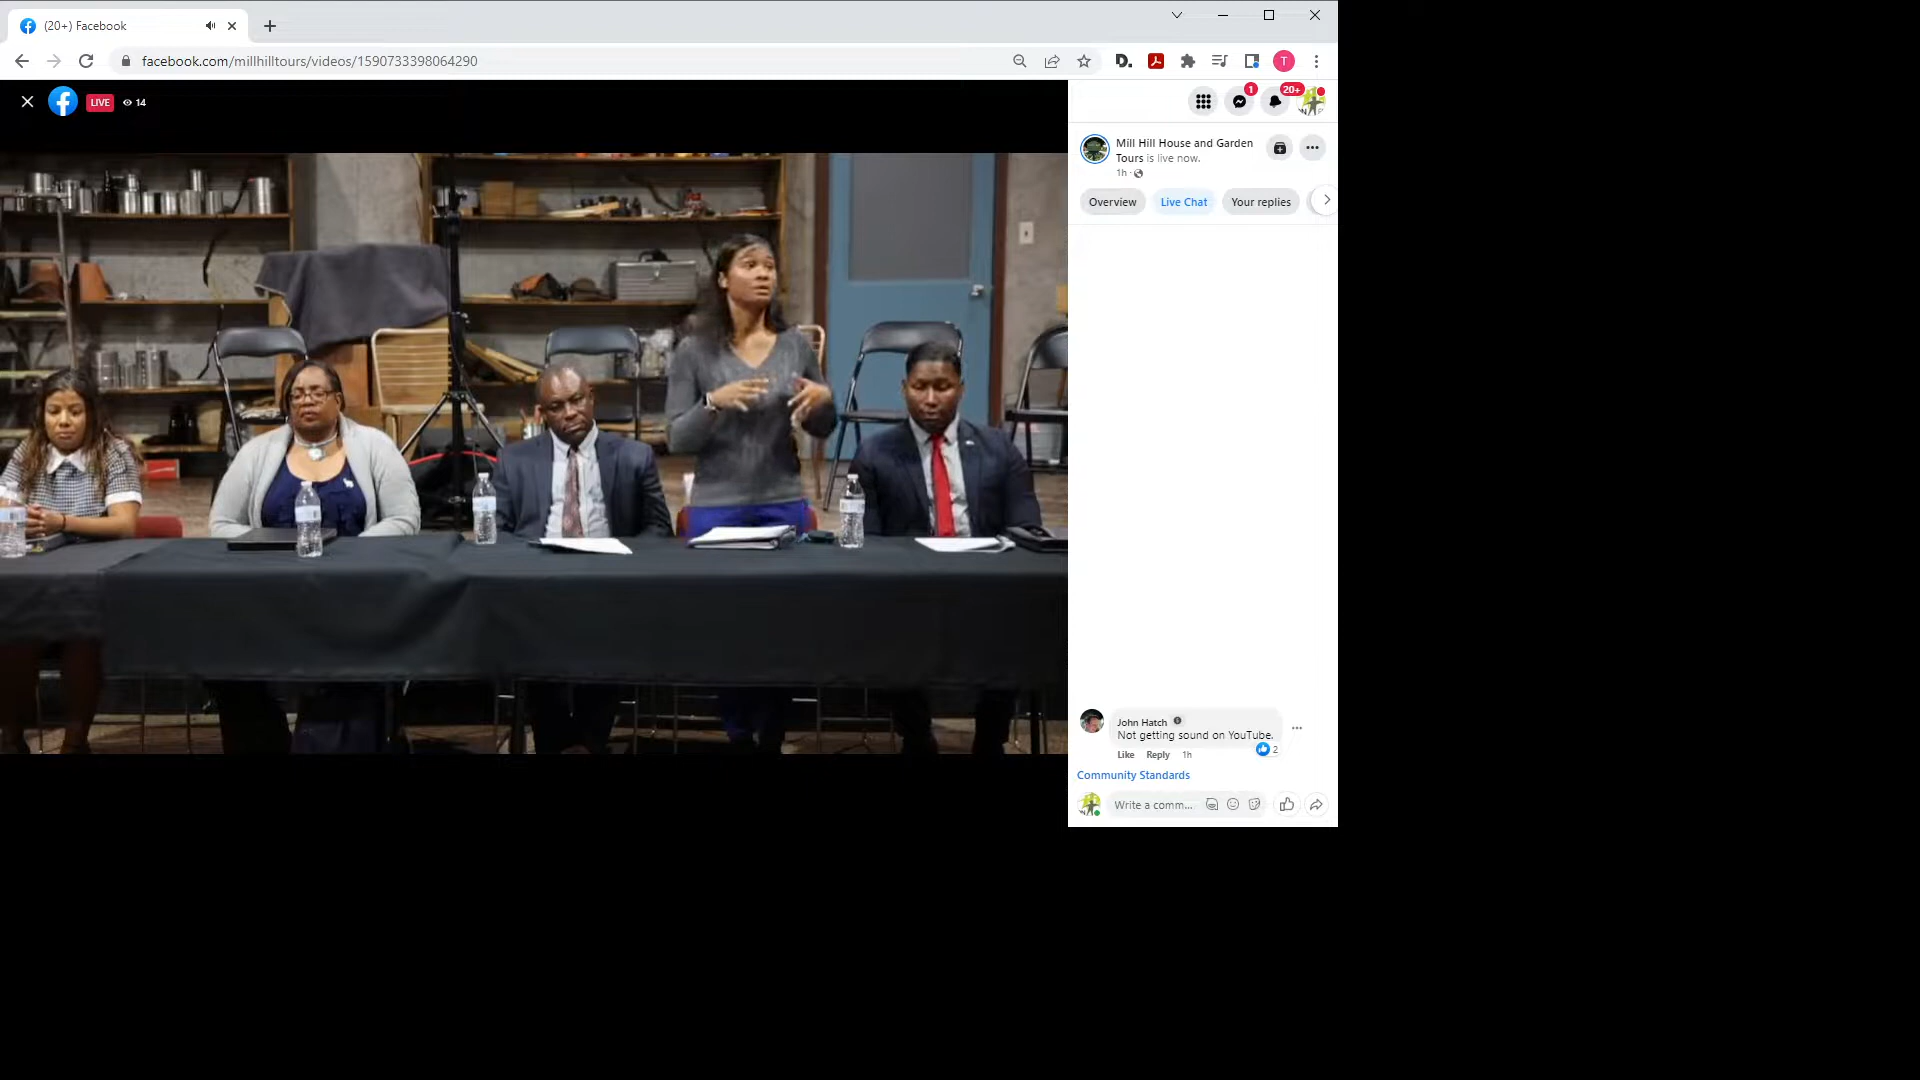 (20+) Facebook
facebook.com/millhilltours/videos/1590733398064290
D.
T
LIVE
14
1
20+
Mill Hill House and Garden
Tours is live now.
1h ·
Overview
Live Chat
Your replies
John Hatch
Not getting sound on YouTube.
2
Like
Reply
1h
Community Standards
Write a comm...